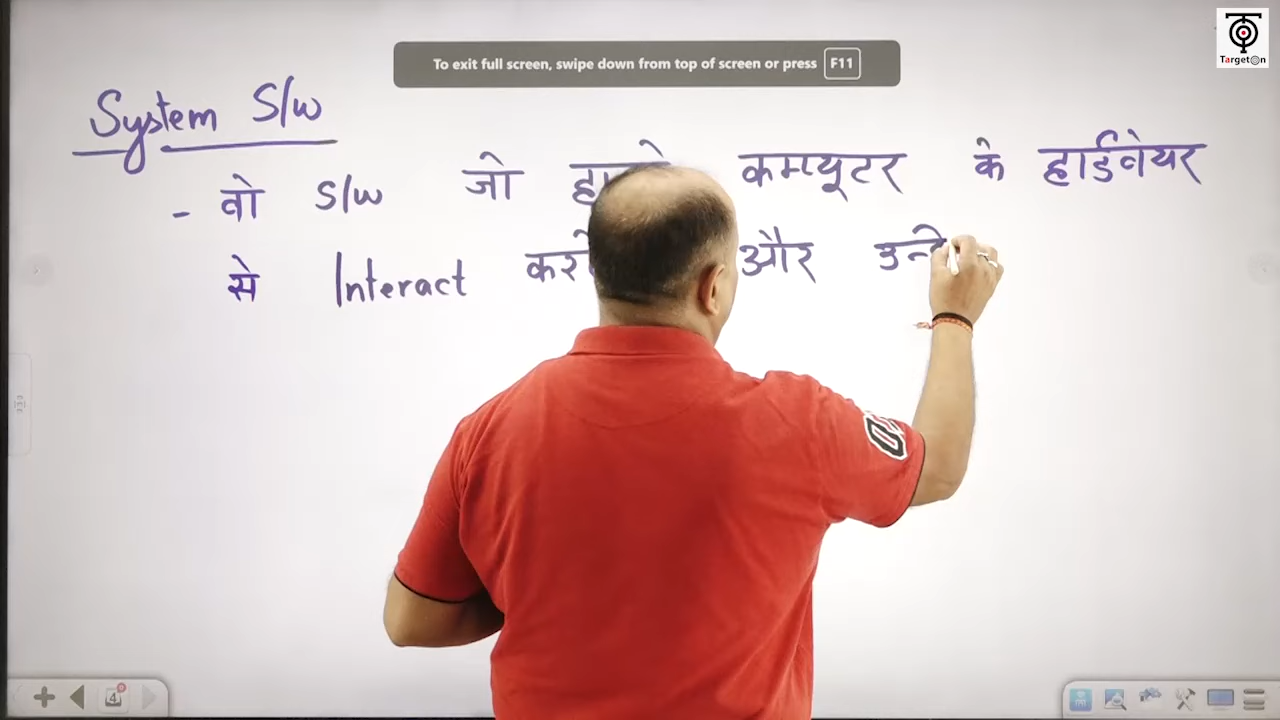 To exit full screen, swipe down from top of screen or press F11
TargetOn
System S/w
- वो S/w जो कम्प्यूटर के हार्डवेयर
से Interact और
4